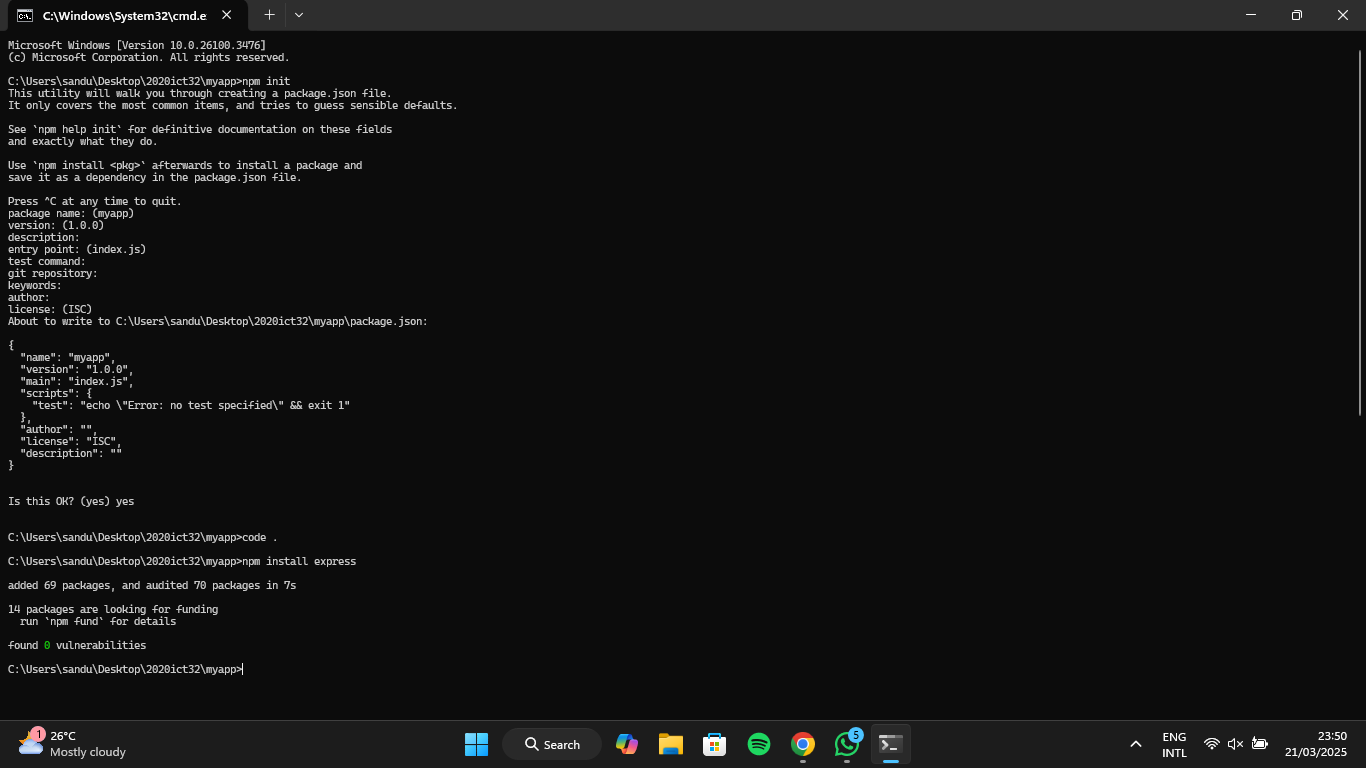 C:\Windows\System32\cmd.e
Microsoft Windows [Version 10.0.26100.3476]
(c) Microsoft Corporation. All rights reserved.
C:\Users\sandu\Desktop\2020ict32\myapp>npm init
This utility will walk you through creating a package.json file.
It only covers the most common items, and tries to guess sensible defaults.
See `npm help init` for definitive documentation on these fields
and exactly what they do.
Use `npm install <pkg>` afterwards to install a package and
save it as a dependency in the package.json file.
Press ^C at any time to quit.
package name: (myapp)
version: (1.0.0)
description:
entry point: (index.js)
test command:
git repository:
keywords:
author:
license: (ISC)
About to write to C:\Users\sandu\Desktop\2020ict32\myapp\package.json:
{
  "name": "myapp",
  "version": "1.0.0",
  "main": "index.js",
  "scripts": {
    "test": "echo \"Error: no test specified\" && exit 1"
  },
  "author": "",
  "license": "ISC",
  "description": ""
}
Is this OK? (yes) yes
C:\Users\sandu\Desktop\2020ict32\myapp>code .
C:\Users\sandu\Desktop\2020ict32\myapp>npm install express
added 69 packages, and audited 70 packages in 7s
14 packages are looking for funding
  run `npm fund` for details
found 0 vulnerabilities
C:\Users\sandu\Desktop\2020ict32\myapp>
1
26°C
Mostly cloudy
Search
5
ENG
INTL
23:50
21/03/2025